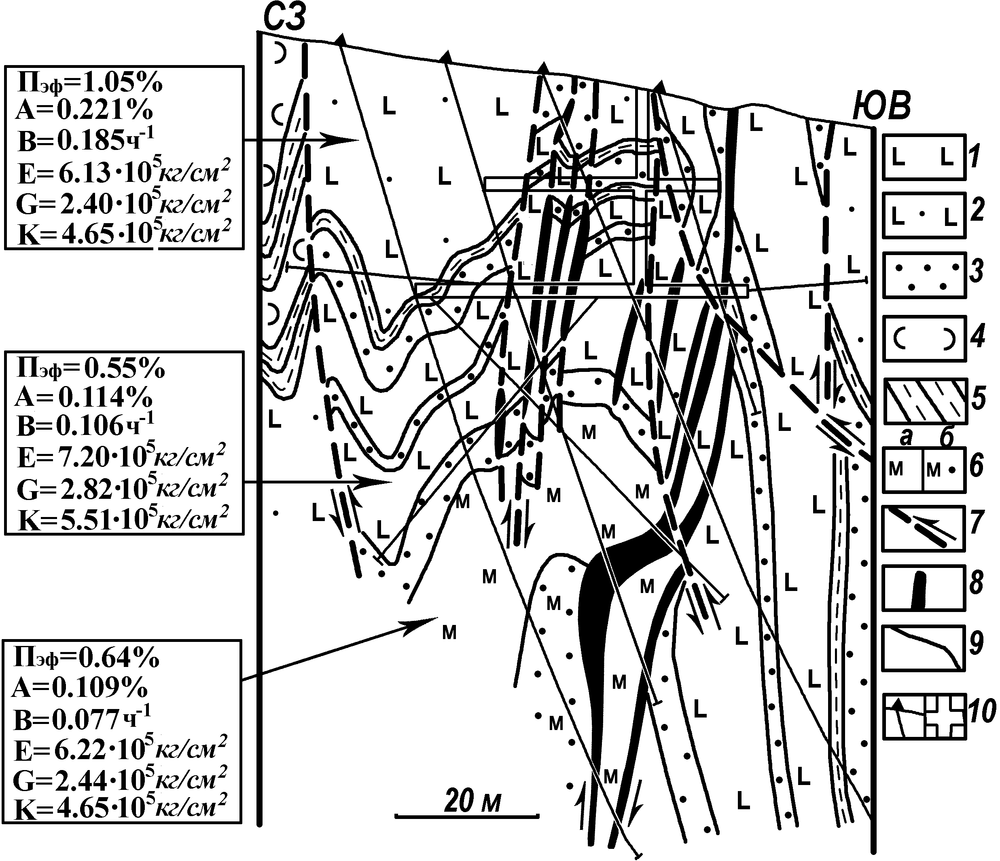 СЗ
ЮВ
Пэф=1.05%
A=0.221%
B=0.185ч⁻¹
E=6.13·10⁵кг/см²
G=2.40·10⁵кг/см²
K=4.65·10⁵кг/см²
Пэф=0.55%
A=0.114%
B=0.106ч⁻¹
E=7.20·10⁵кг/см²
G=2.82·10⁵кг/см²
K=5.51·10⁵кг/см²
Пэф=0.64%
A=0.109%
B=0.077ч⁻¹
E=6.22·10⁵кг/см²
G=2.44·10⁵кг/см²
K=4.65·10⁵кг/см²
20 м
L L 1
L L 2
3
4
5
а б
М М 6
7
8
9
10